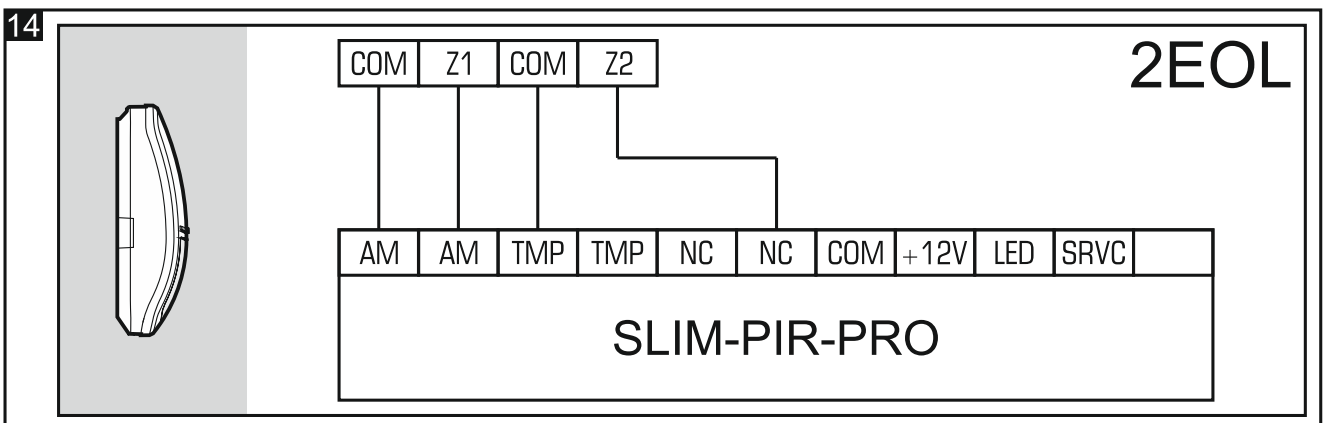 14
COM Z1 COM Z2
2EOL
AM AM TMP TMP NC NC COM +12V LED SRVC
SLIM-PIR-PRO